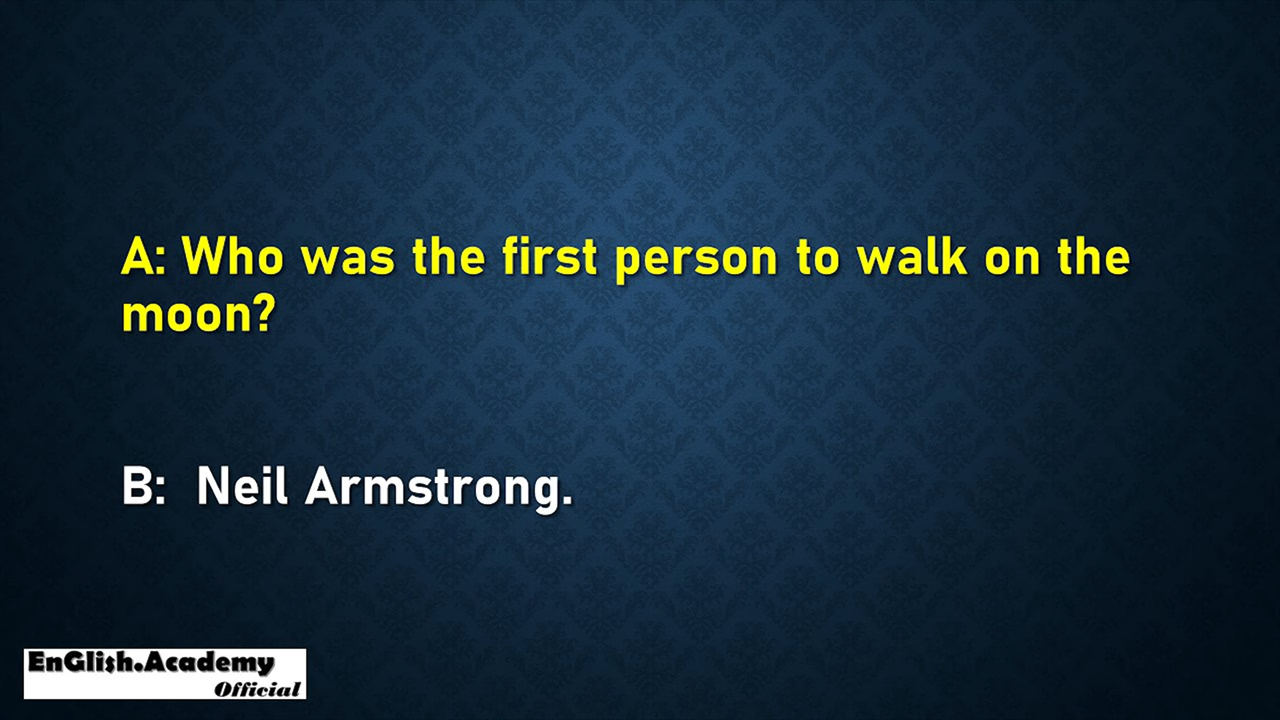 A: Who was the first person to walk on the
moon?
B: Neil Armstrong.
EnGlish.Academy
Official